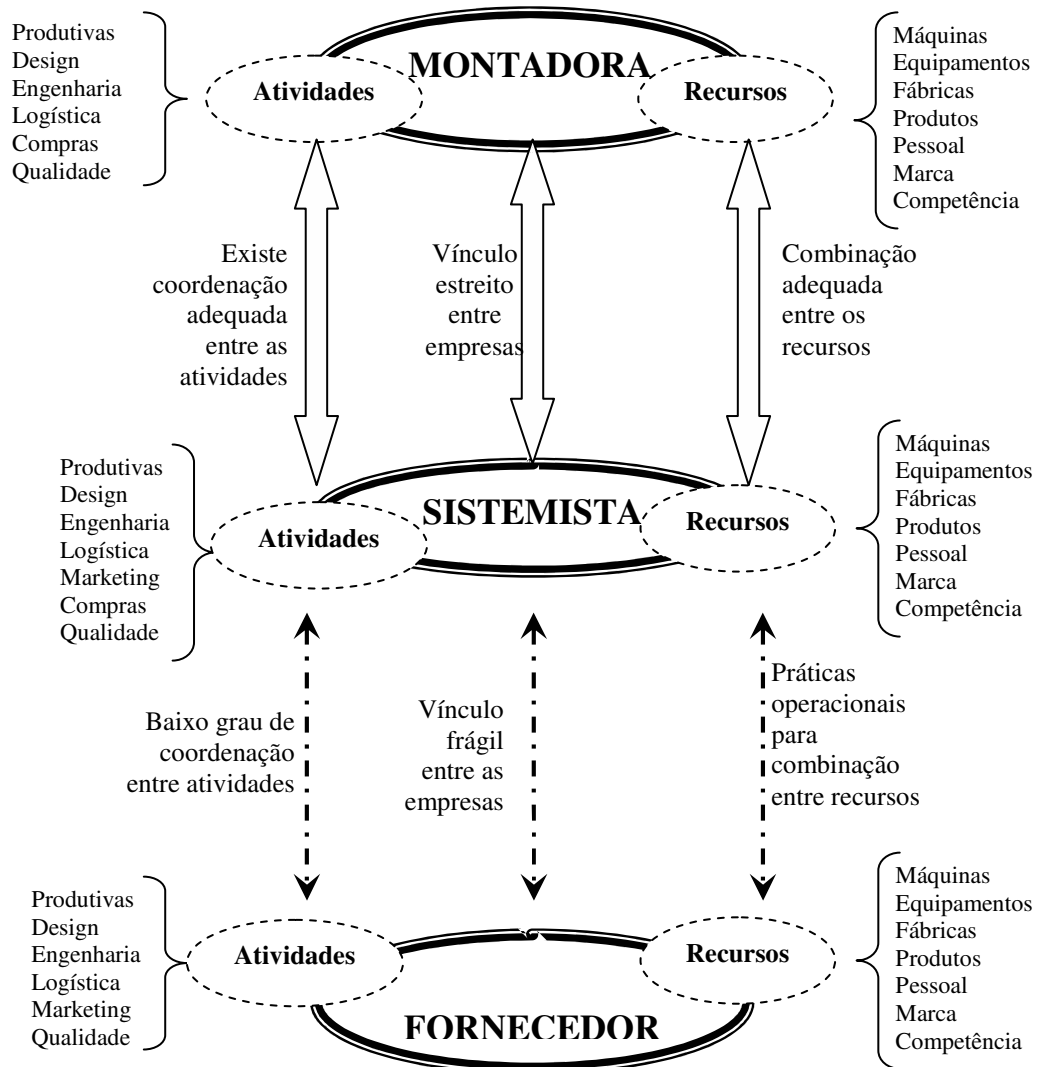 Produtivas
Design
Engenharia
Logística
Compras
Qualidade
MONTADORA
Atividades
Recursos
Máquinas
Equipamentos
Fábricas
Produtos
Pessoal
Marca
Competência
Existe
coordenação
adequada
entre as
atividades
Vínculo
estreito
entre
empresas
Combinação
adequada
entre os
recursos
Produtivas
Design
Engenharia
Logística
Marketing
Compras
Qualidade
SISTEMISTA
Atividades
Recursos
Máquinas
Equipamentos
Fábricas
Produtos
Pessoal
Marca
Competência
Baixo grau de
coordenação
entre atividades
Vínculo
frágil
entre as
empresas
Práticas
operacionais
para
combinação
entre recursos
Produtivas
Design
Engenharia
Logística
Marketing
Qualidade
Atividades
Recursos
FORNECEDOR
Máquinas
Equipamentos
Fábricas
Produtos
Pessoal
Marca
Competência